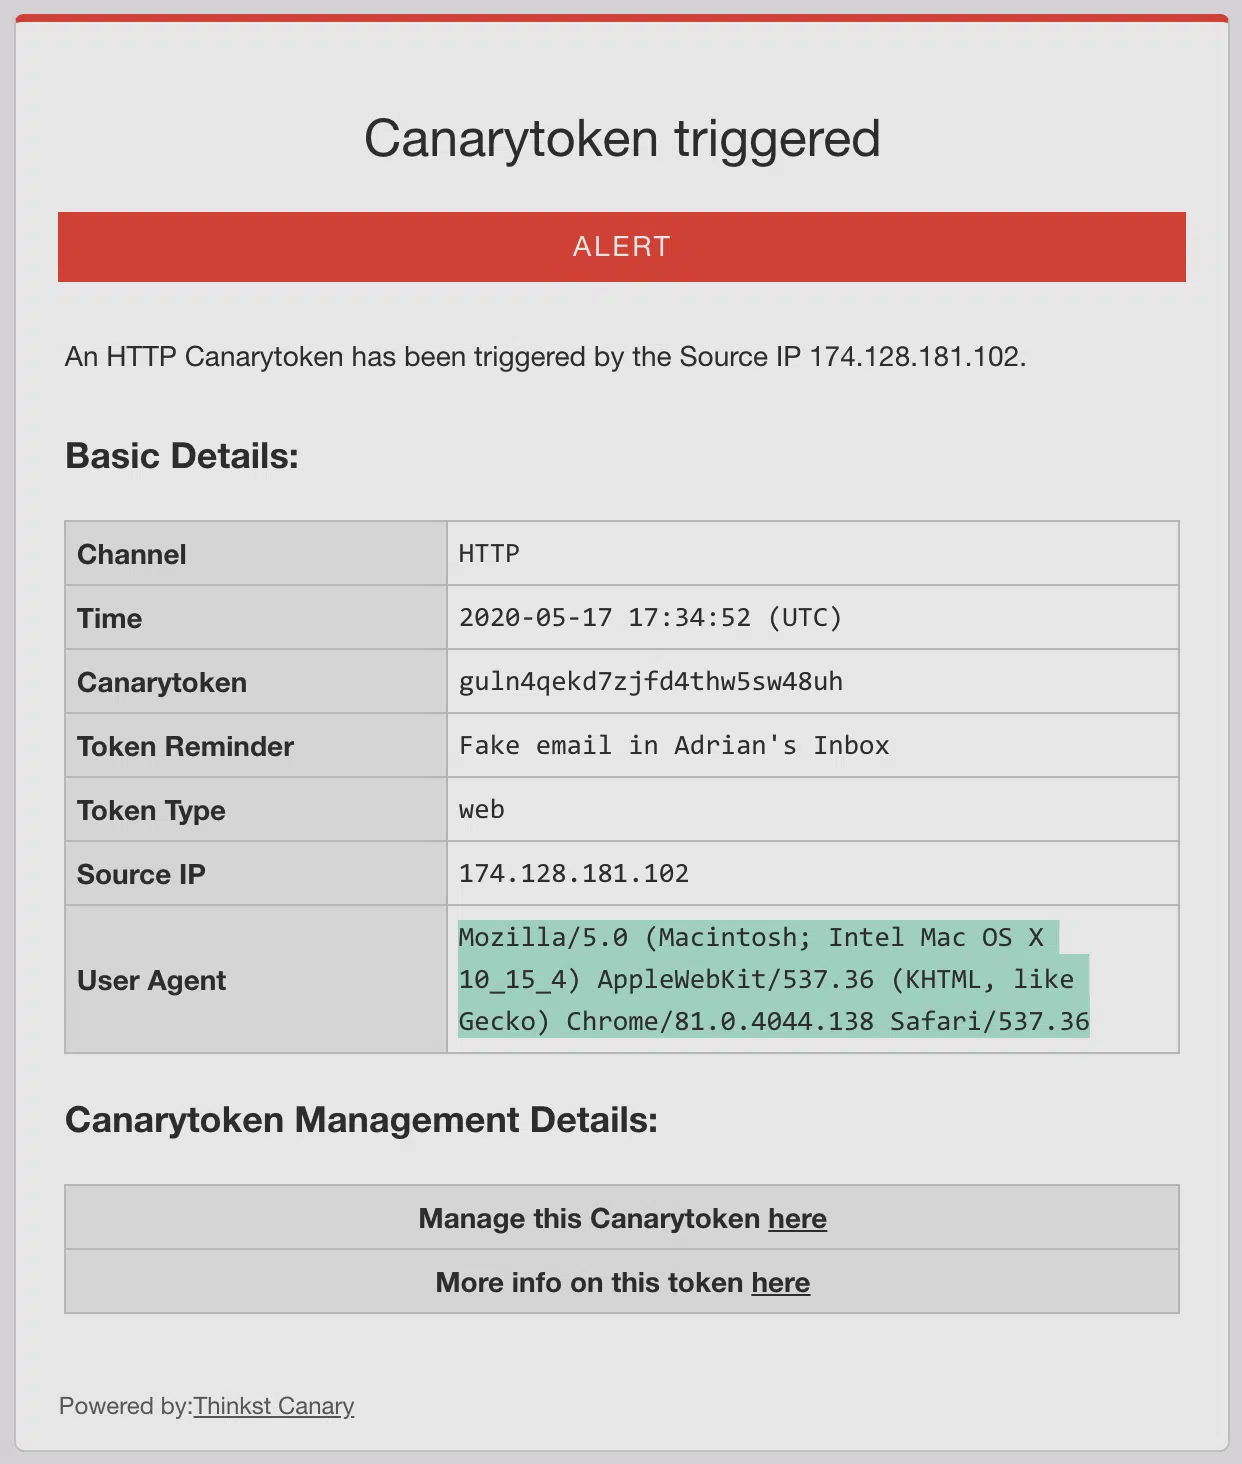 Canarytoken triggered
ALERT
An HTTP Canarytoken has been triggered by the Source IP 174.128.181.102.
Basic Details:
Channel HTTP
Time 2020-05-17 17:34:52 (UTC)
Canarytoken guln4qekd7zjfd4thw5sw48uh
Token Reminder Fake email in Adrian's Inbox
Token Type web
Source IP 174.128.181.102
User Agent Mozilla/5.0 (Macintosh; Intel Mac OS X
10_15_4) AppleWebKit/537.36 (KHTML, like
Gecko) Chrome/81.0.4044.138 Safari/537.36
Canarytoken Management Details:
Manage this Canarytoken here
More info on this token here
Powered by:Thinkst Canary